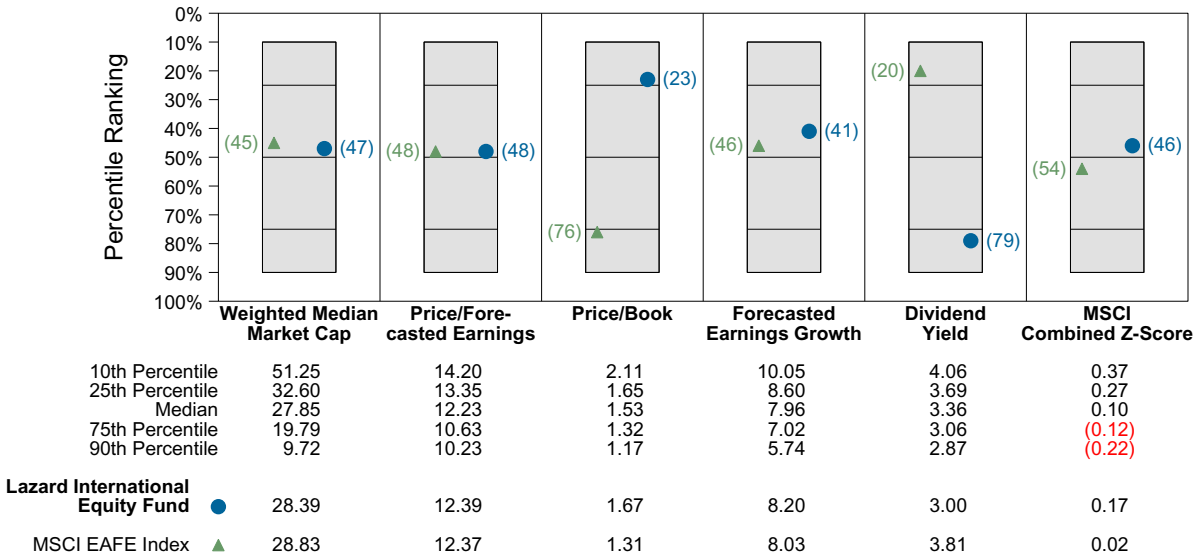 Percentile Ranking
0%
10%
20%
30%
40%
50%
60%
70%
80%
90%
100%
(45) (47)
(48) (48)
(23)
(76)
(46) (41)
(20)
(79)
(46)
(54)
Weighted Median Market Cap
Price/Fore-
casted Earnings
Price/Book
Forecasted
Earnings Growth
Dividend
Yield
MSCI
Combined Z-Score
10th Percentile 51.25 14.20 2.11 10.05 4.06 0.37
25th Percentile 32.60 13.35 1.65 8.60 3.69 0.27
Median 27.85 12.23 1.53 7.96 3.36 0.10
75th Percentile 19.79 10.63 1.32 7.02 3.06 (0.12)
90th Percentile 9.72 10.23 1.17 5.74 2.87 (0.22)
Lazard International
Equity Fund 28.39 12.39 1.67 8.20 3.00 0.17
MSCI EAFE Index 28.83 12.37 1.31 8.03 3.81 0.02